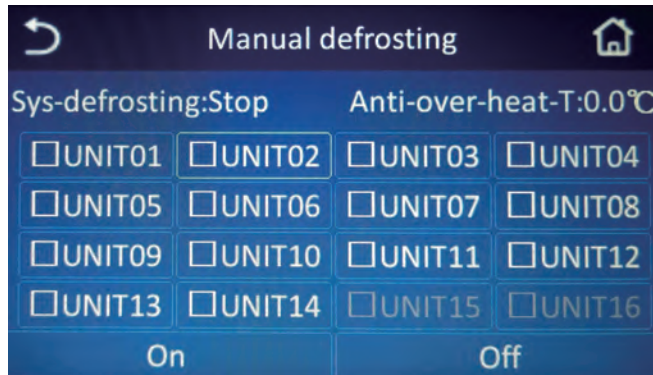 Manual defrosting
Sys-defrosting:Stop Anti-over-heat-T:0.0℃
☐UNIT01 ☐UNIT02 ☐UNIT03 ☐UNIT04
☐UNIT05 ☐UNIT06 ☐UNIT07 ☐UNIT08
☐UNIT09 ☐UNIT10 ☐UNIT11 ☐UNIT12
☐UNIT13 ☐UNIT14 ☐UNIT15 ☐UNIT16
On Off